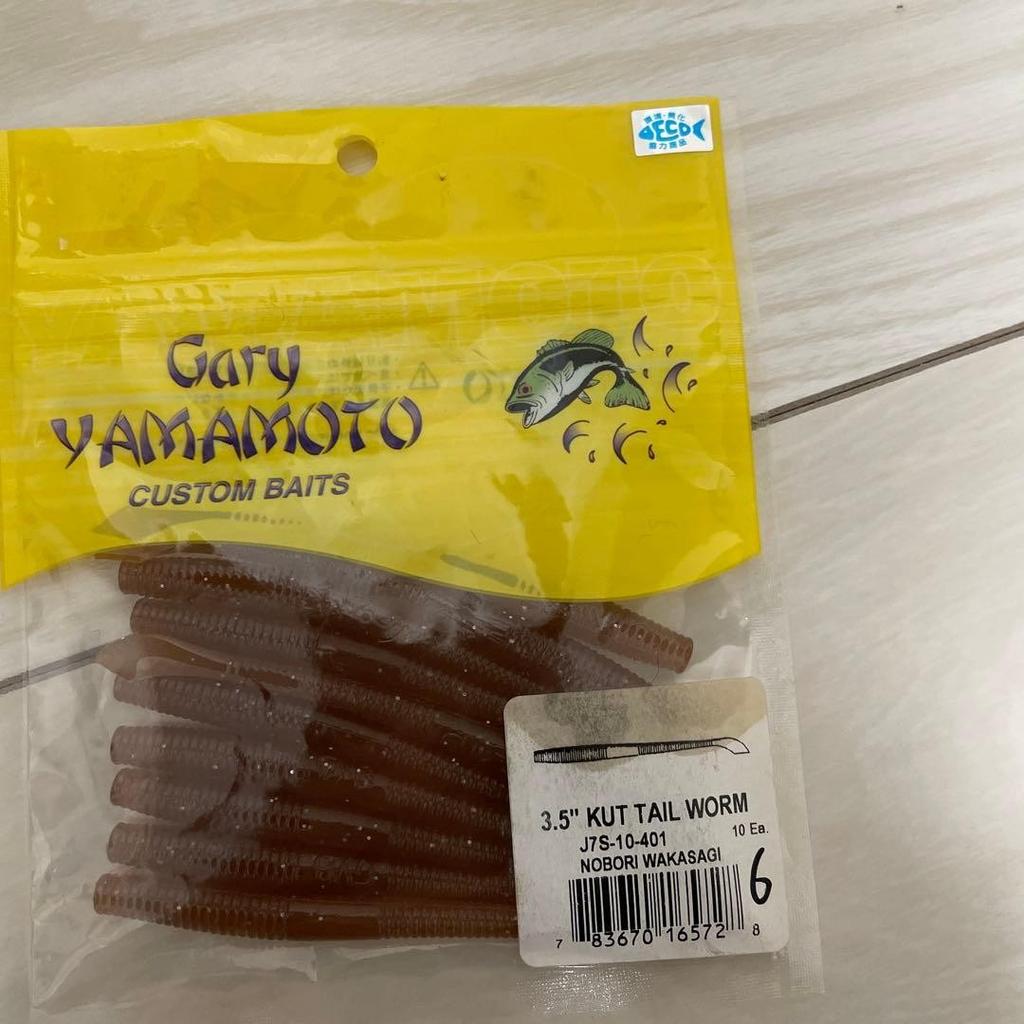 ECO
Gary
YAMAMOTO
CUSTOM BAITS
3.5" KUT TAIL WORM
J7S-10-401
10 Ea.
NOBORI WAKASAGI
6
7 83670 16572 8